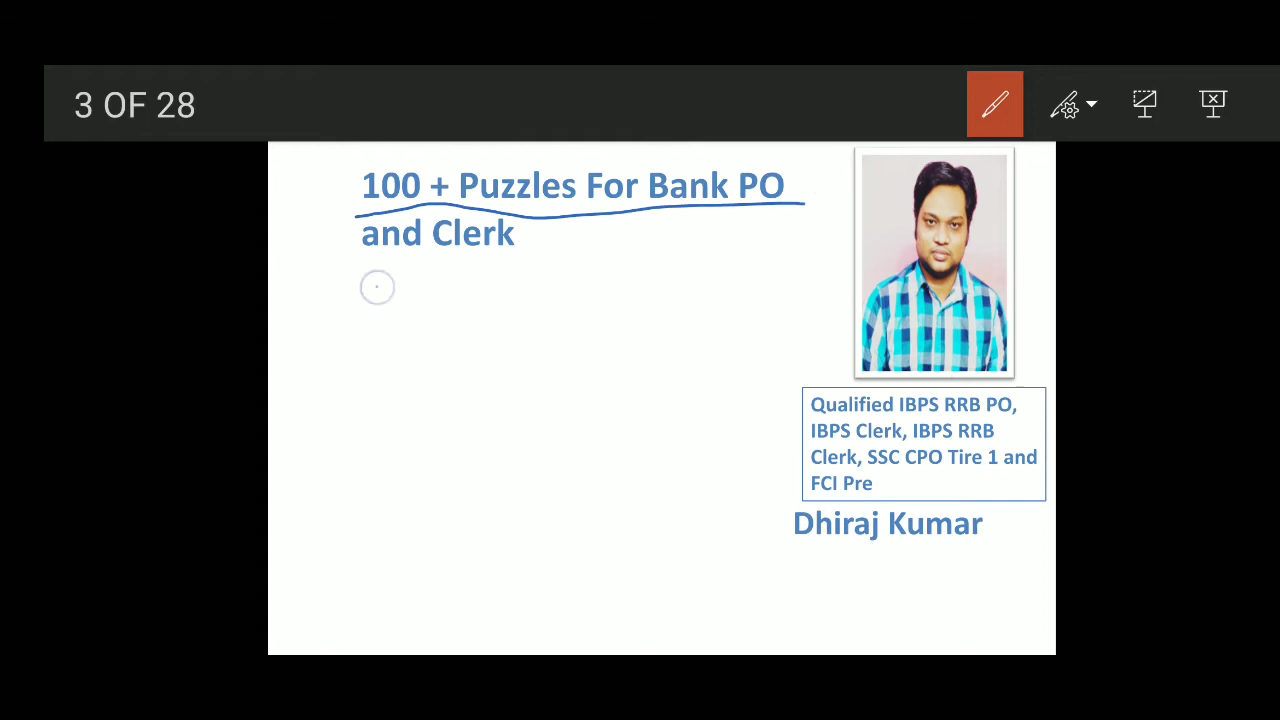 3 OF 28
100 + Puzzles For Bank PO
and Clerk
Qualified IBPS RRB PO,
IBPS Clerk, IBPS RRB
Clerk, SSC CPO Tire 1 and
FCI Pre
Dhiraj Kumar